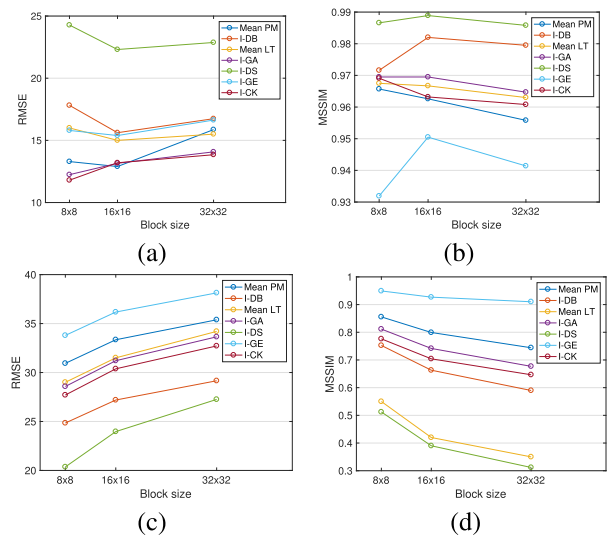 25
20
15
10
RMSE
8x8 16x16 32x32
Block size
Mean PM
I-DB
Mean LT
I-GA
I-DS
I-GE
I-CK
(a)
0.99
0.98
0.97
0.96
0.95
0.94
0.93
MSSIM
8x8 16x16 32x32
Block size
Mean PM
I-DB
Mean LT
I-GA
I-DS
I-GE
I-CK
(b)
40
35
30
25
20
RMSE
8x8 16x16 32x32
Block size
Mean PM
I-DB
Mean LT
I-GA
I-DS
I-GE
I-CK
(c)
1
0.9
0.8
0.7
0.6
0.5
0.4
0.3
MSSIM
8x8 16x16 32x32
Block size
Mean PM
I-DB
Mean LT
I-GA
I-DS
I-GE
I-CK
(d)